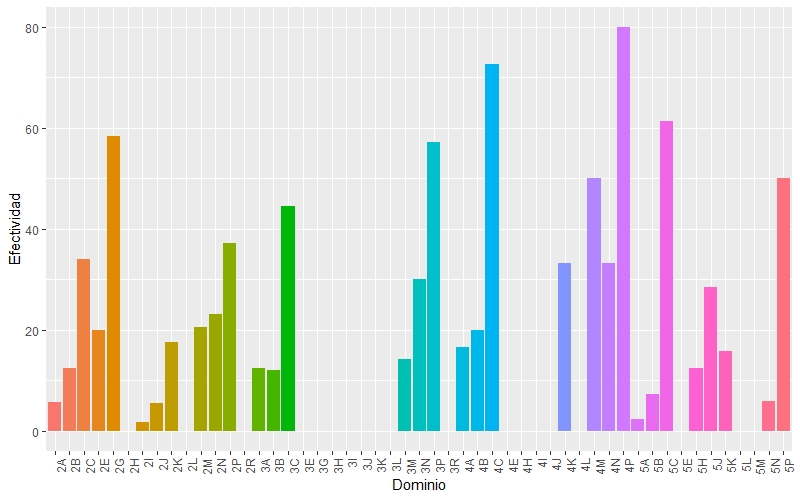 80
60
40
20
0
Efectividad
2A
2B
2C
2E
2G
2H
2I
2J
2K
2L
2M
2N
2P
2R
3A
3B
3C
3E
3G
3H
3I
3J
3K
3L
3M
3N
3P
3R
4A
4B
4C
4E
4H
4I
4J
4K
4L
4M
4N
4P
5A
5B
5C
5E
5H
5J
5K
5L
5M
5N
5P
Dominio